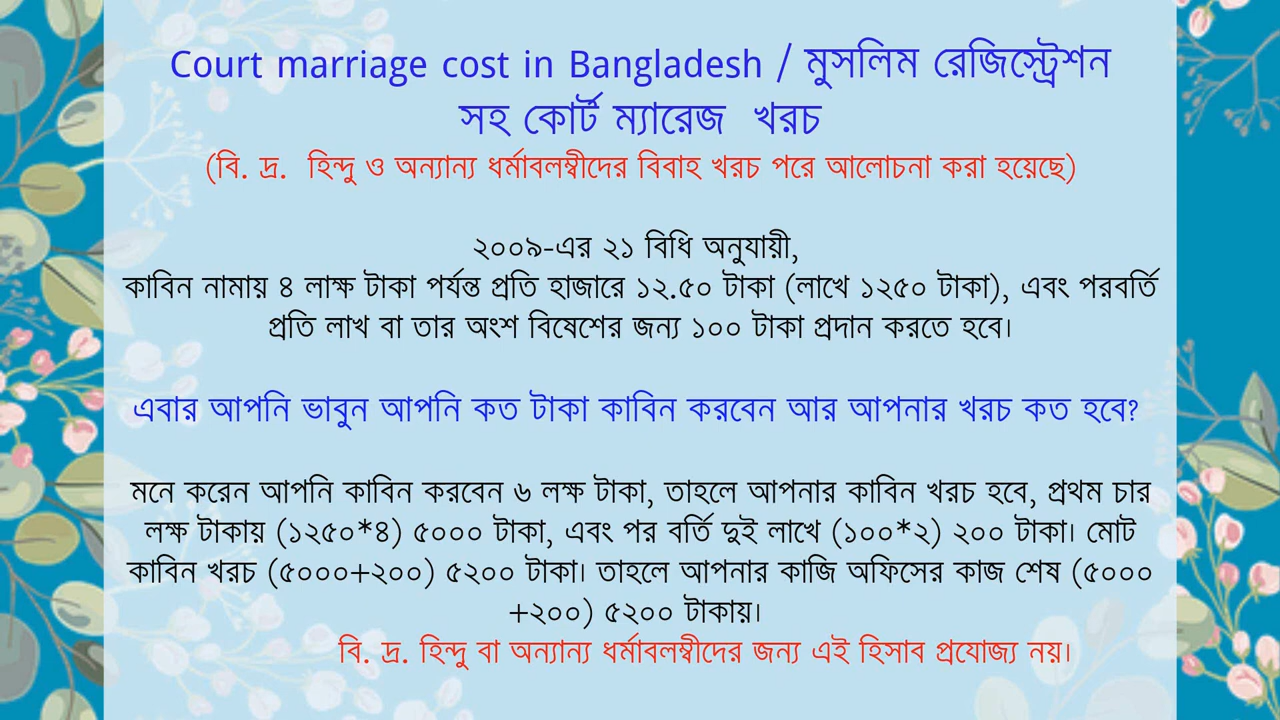 Court marriage cost in Bangladesh / মুসলিম রেজিস্ট্রেশন
সহ কোর্ট ম্যারেজ খরচ
(বি. দ্র. হিন্দু ও অন্যান্য ধর্মাবলম্বীদের বিবাহ খরচ পরে আলোচনা করা হয়েছে)
২০০৯-এর ২১ বিধি অনুযায়ী,
কাবিন নামায় ৪ লাক্ষ টাকা পর্যন্ত প্রতি হাজারে ১২.৫০ টাকা (লাখে ১২৫০ টাকা), এবং পরবর্তি
প্রতি লাখ বা তার অংশ বিষেশের জন্য ১০০ টাকা প্রদান করতে হবে।
এবার আপনি ভাবুন আপনি কত টাকা কাবিন করবেন আর আপনার খরচ কত হবে?
মনে করেন আপনি কাবিন করবেন ৬ লক্ষ টাকা, তাহলে আপনার কাবিন খরচ হবে, প্রথম চার
লক্ষ টাকায় (১২৫০*৪) ৫০০০ টাকা, এবং পর বর্তি দুই লাখে (১০০*২) ২০০ টাকা। মোট
কাবিন খরচ (৫০০০+২০০) ৫২০০ টাকা। তাহলে আপনার কাজি অফিসের কাজ শেষ (৫০০০
+২০০) ৫২০০ টাকায়।
বি. দ্র. হিন্দু বা অন্যান্য ধর্মাবলম্বীদের জন্য এই হিসাব প্রযোজ্য নয়।